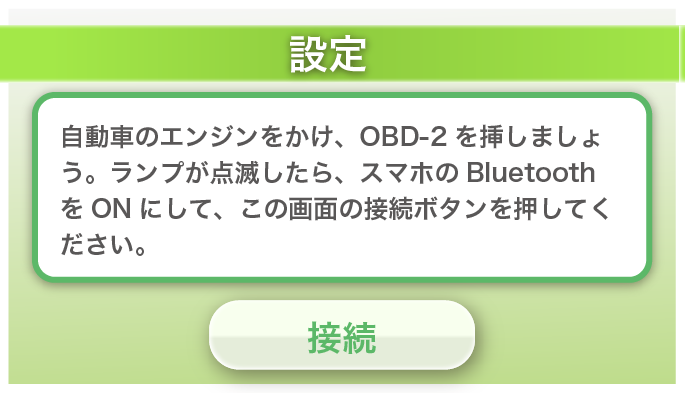 設定
自動車のエンジンをかけ、OBD-2 を挿しましょ
う。ランプが点滅したら、スマホの Bluetooth
を ON にして、この画面の接続ボタンを押してく
ださい。
接続